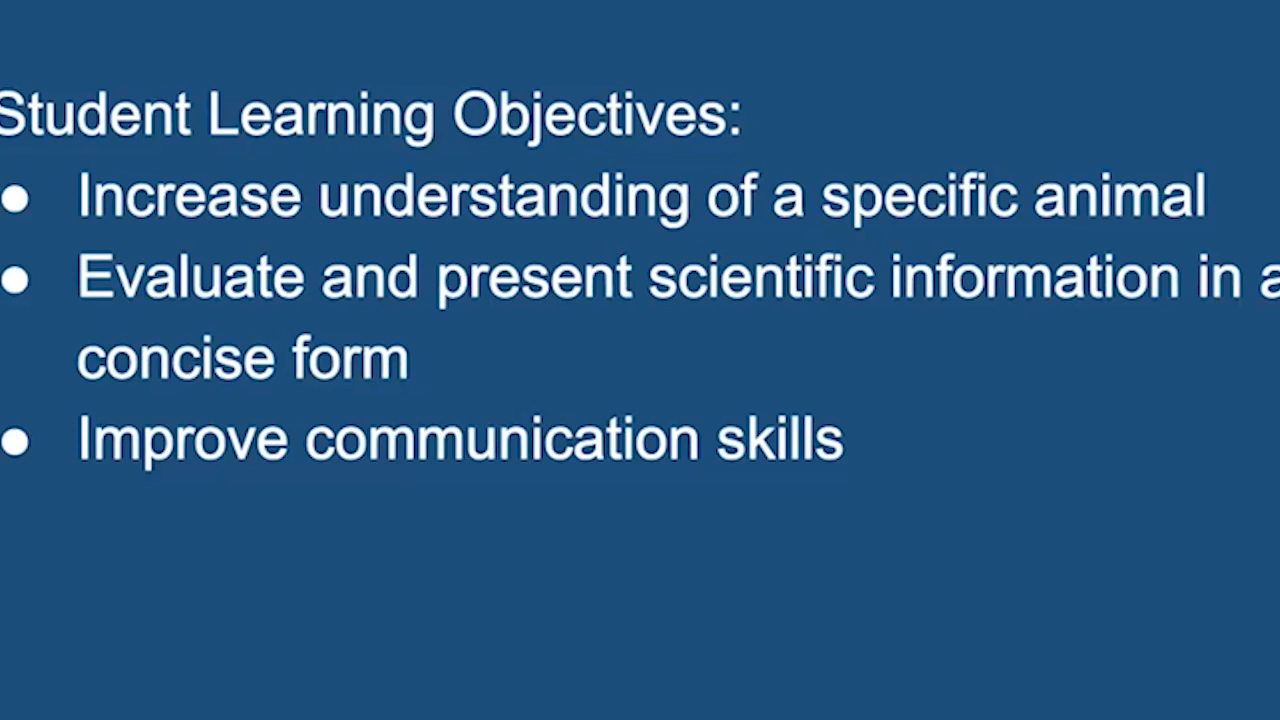 Student Learning Objectives:
● Increase understanding of a specific animal
● Evaluate and present scientific information in a
concise form
● Improve communication skills